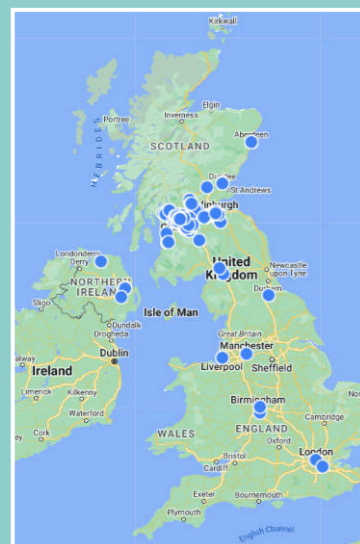 Kirkwall
Elgin
Inverness
Portree
Aberdeen
HEBRIDES
SCOTLAND
Dundee
St Andrews
Edinburgh
Londonderry
Derry
United
Kingdom
Newcastle
upon Tyne
NORTHERN
IRELAND
Durham
Sligo
Isle of Man
Dundalk
Drogheda
Great Britain
Manchester
Dublin
Liverpool
Sheffield
Ireland
Limerick
Kilkenny
Waterford
Birmingham
Cambridge
WALES
ENGLAND
Cork
Oxford
London
Bristol
Cardiff
Exeter
Bournemouth
Plymouth
English Channel